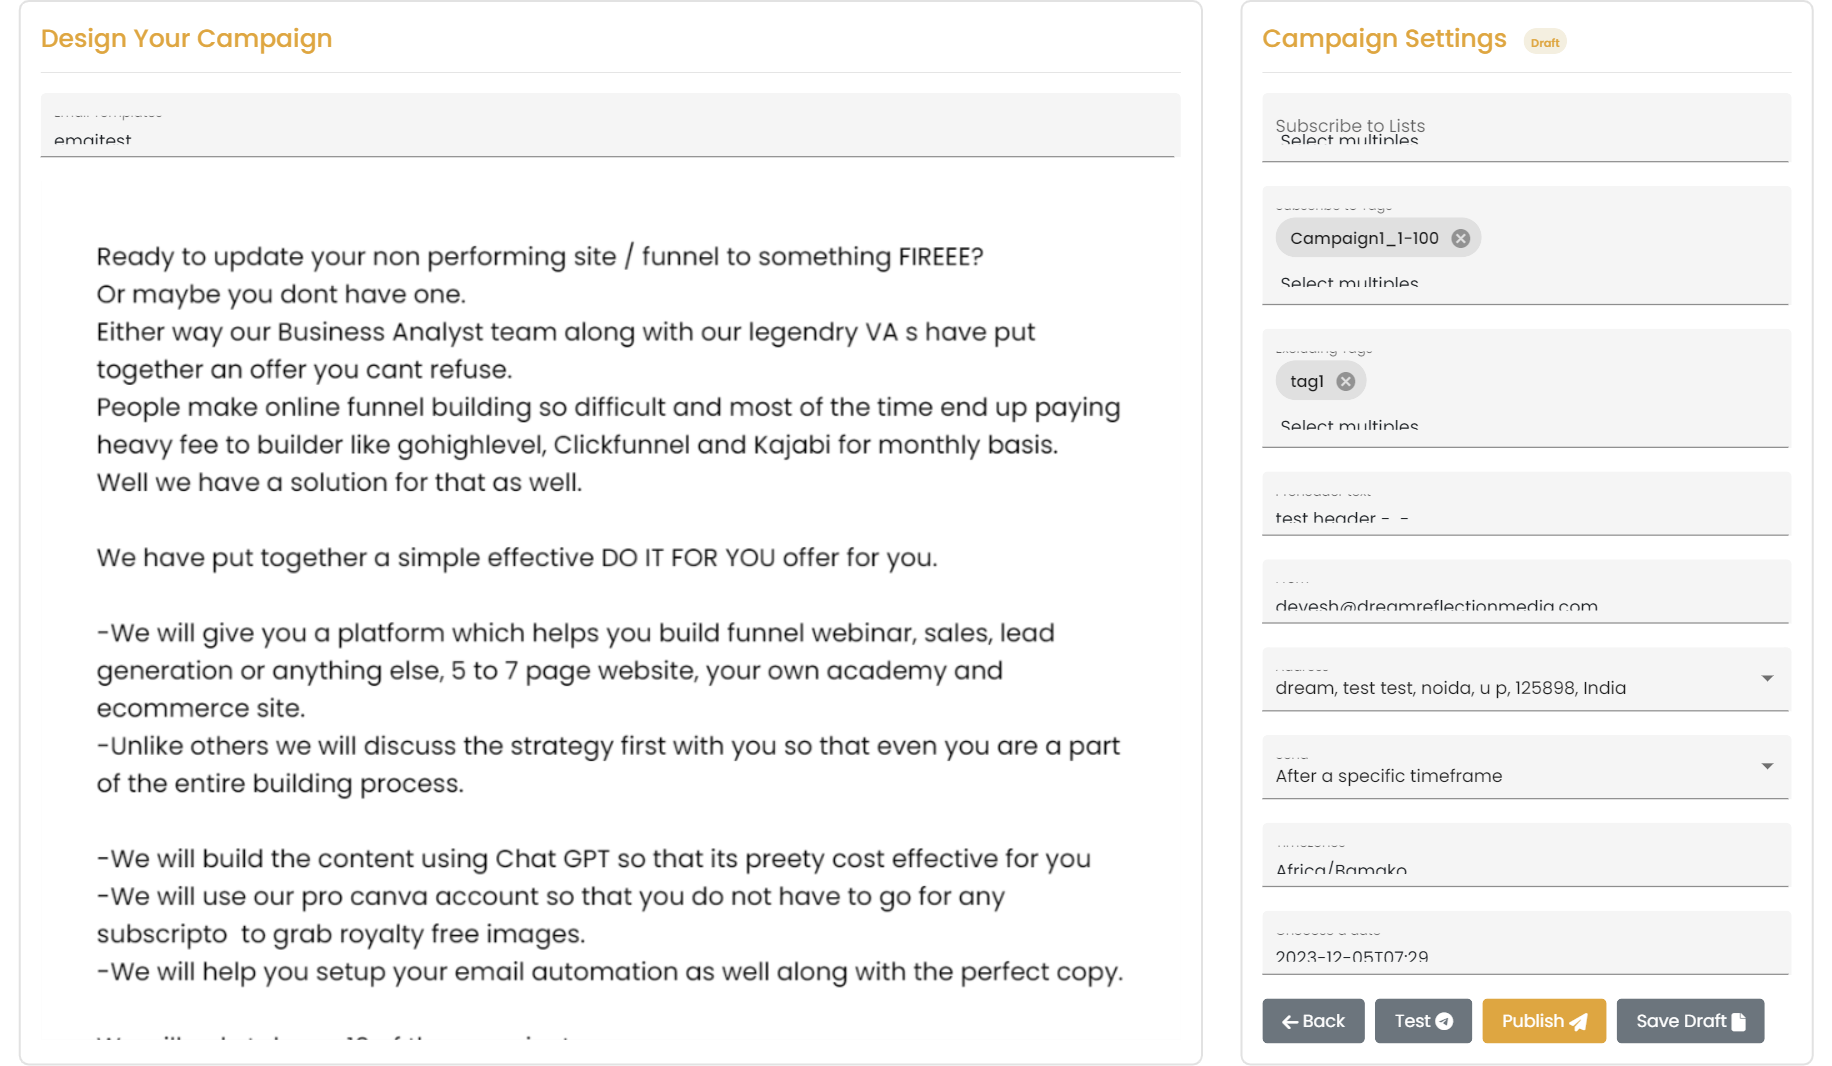 Design Your Campaign
Email Templates
emaitest
Ready to update your non performing site / funnel to something FIREEE?
Or maybe you dont have one.
Either way our Business Analyst team along with our legendry VA s have put
together an offer you cant refuse.
People make online funnel building so difficult and most of the time end up paying
heavy fee to builder like gohighlevel, Clickfunnel and Kajabi for monthly basis.
Well we have a solution for that as well.
We have put together a simple effective DO IT FOR YOU offer for you.
-We will give you a platform which helps you build funnel webinar, sales, lead
generation or anything else, 5 to 7 page website, your own academy and
ecommerce site.
-Unlike others we will discuss the strategy first with you so that even you are a part
of the entire building process.
-We will build the content using Chat GPT so that its preety cost effective for you
-We will use our pro canva account so that you do not have to go for any
subscripto  to grab royalty free images.
-We will help you setup your email automation as well along with the perfect copy.
Campaign Settings Draft
Subscribe to Lists
Select multiples
Subscribe to Tags
Campaign1_1-100
Select multiples
Excluding Tags
tag1
Select multiples
test header - -
devesh@dreamreflectionmedia.com
dream, test test, noida, u p, 125898, India
After a specific timeframe
Africa/Bamako
Choose a date
2023-12-05T07:29
Back Test Publish Save Draft